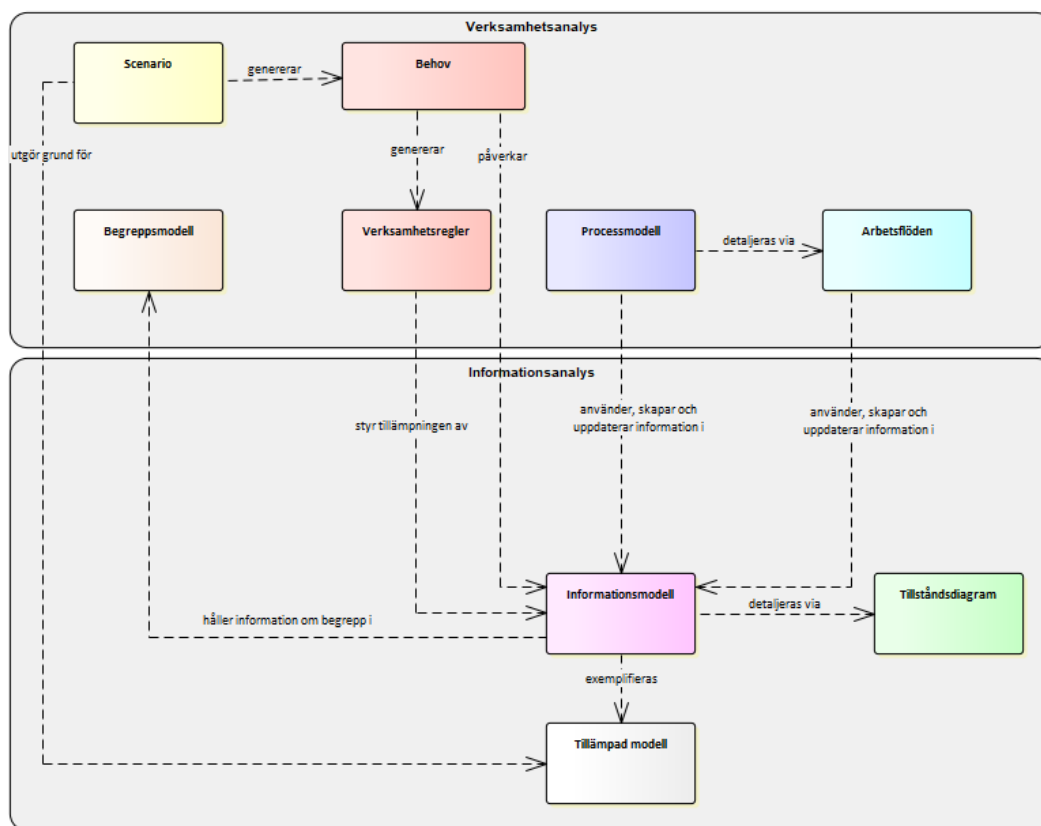 Verksamhetsanalys
Scenario
genererar
Behov
utgör grund för
genererar
påverkar
Begreppsmodell
Verksamhetsregler
Processmodell
detaljeras via
Arbetsflöden
Informationsanalys
styr tillämpningen av
använder, skapar och
uppdaterar information i
använder, skapar och
uppdaterar information i
Informationsmodell
detaljeras via
Tillståndsdiagram
håller information om begrepp i
exemplifieras
Tillämpad modell